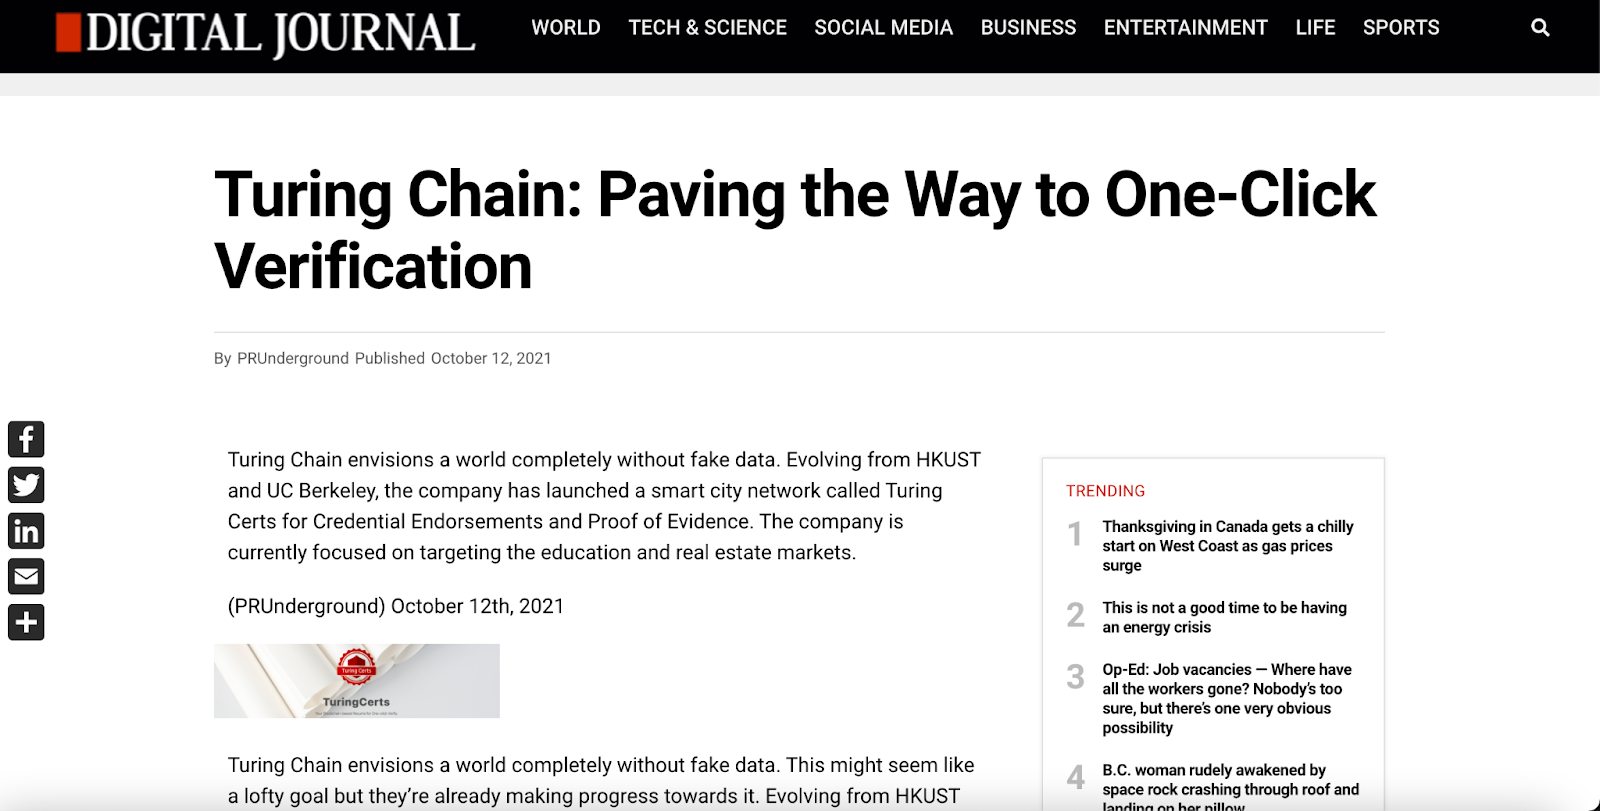 DIGITAL JOURNAL
WORLD TECH & SCIENCE SOCIAL MEDIA BUSINESS ENTERTAINMENT LIFE SPORTS
Turing Chain: Paving the Way to One-Click
Verification
By PRUnderground Published October 12, 2021
Turing Chain envisions a world completely without fake data. Evolving from HKUST
and UC Berkeley, the company has launched a smart city network called Turing
Certs for Credential Endorsements and Proof of Evidence. The company is
currently focused on targeting the education and real estate markets.
(PRUnderground) October 12th, 2021
Turing Certs
TuringCerts
Turing Chain envisions a world completely without fake data. This might seem like
a lofty goal but they’re already making progress towards it. Evolving from HKUST
TRENDING
1 Thanksgiving in Canada gets a chilly
start on West Coast as gas prices
surge
2 This is not a good time to be having
an energy crisis
3 Op-Ed: Job vacancies — Where have
all the workers gone? Nobody’s too
sure, but there’s one very obvious
possibility
4 B.C. woman rudely awakened by
space rock crashing through roof and
landing on her pillow